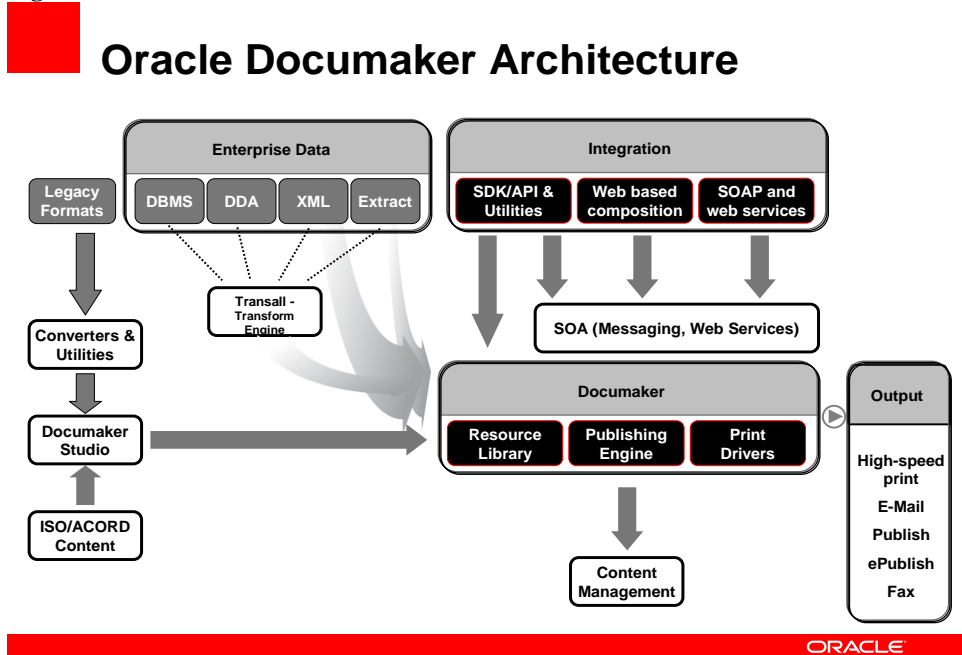 Oracle Documaker Architecture
Enterprise Data
Integration
Legacy
Formats
DBMS
DDA
XML
Extract
SDK/API &
Utilities
Web based
composition
SOAP and
web services
Transall -
Transform
Engine
SOA (Messaging, Web Services)
Converters &
Utilities
Documaker
Output
Documaker
Studio
Resource
Library
Publishing
Engine
Print
Drivers
High-speed
print
E-Mail
Publish
ePublish
Fax
ISO/ACORD
Content
Content
Management
ORACLE